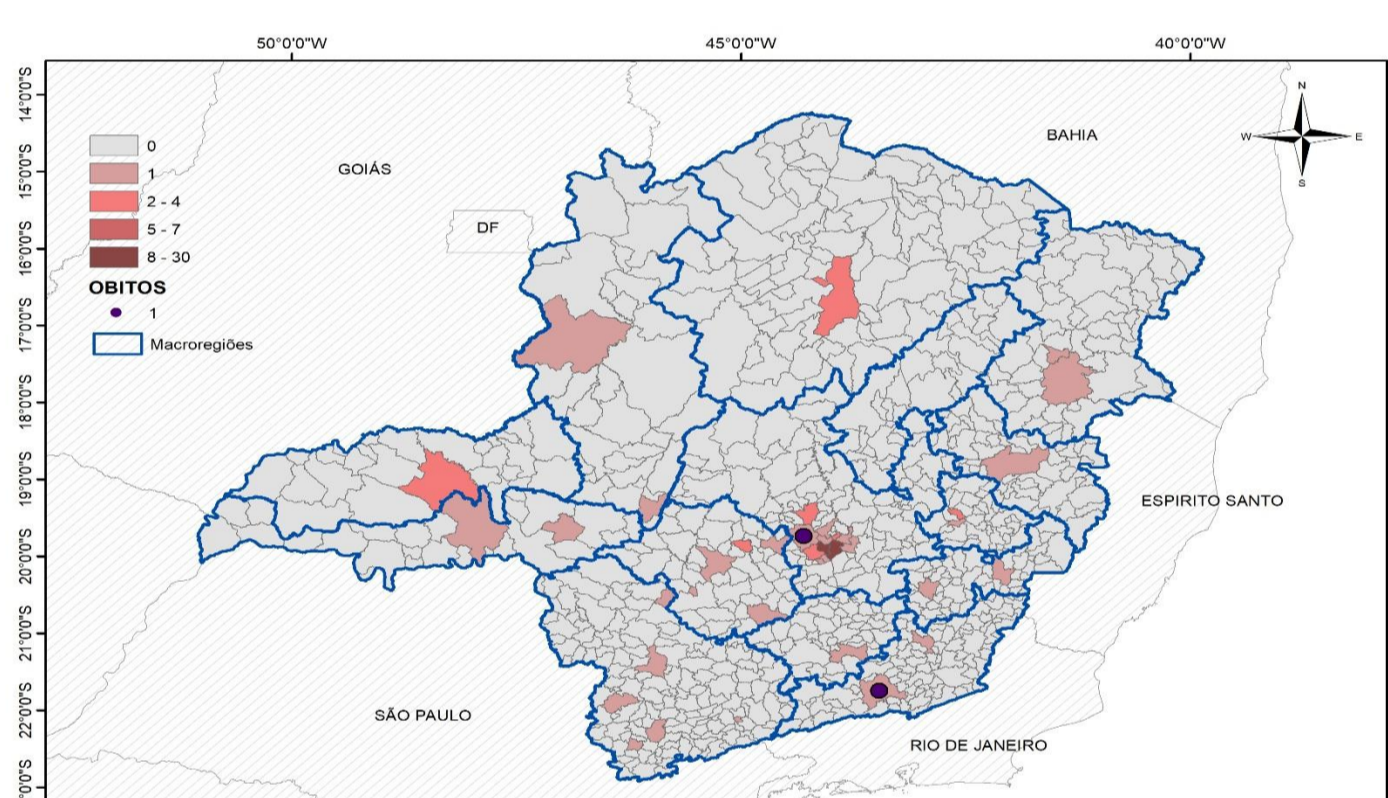 50°0'0"W 45°0'0"W 40°0'0"W
14°0'0"S
15°0'0"S
16°0'0"S
17°0'0"S
18°0'0"S
19°0'0"S
20°0'0"S
21°0'0"S
22°0'0"S
0°0'0"S
0
1
2 - 4
5 - 7
8 - 30
OBITOS
1
Macroregiões
GOIÁS
DF
BAHIA
N
W E
S
ESPIRITO SANTO
SÃO PAULO
RIO DE JANEIRO